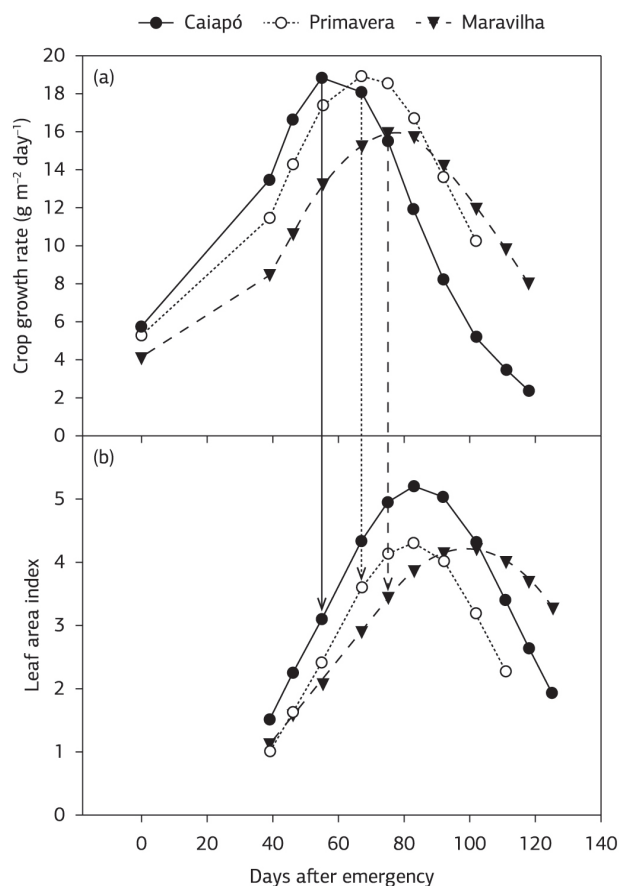 Caiapó Primavera Maravilha
(a)
Crop growth rate (g m⁻² day⁻¹)
20
18
16
14
12
10
8
6
4
2
0
(b)
Leaf area index
5
4
3
2
1
0
0 20 40 60 80 100 120 140
Days after emergency